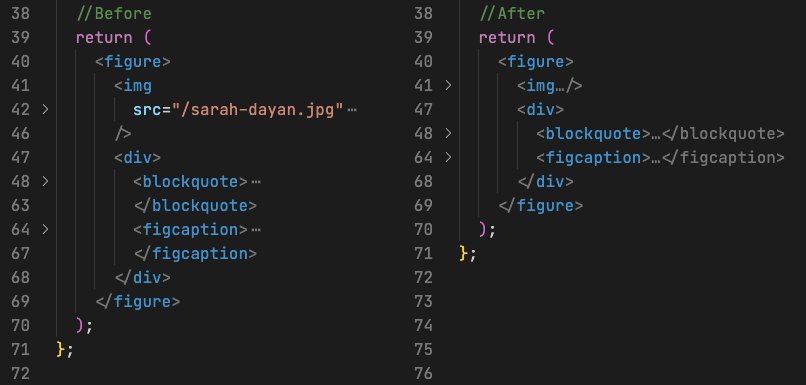 38 //Before
39 return (
40 <figure>
41 <img
42 > src="/sarah-dayan.jpg" ⋯
46 />
47 <div>
48 > <blockquote> ⋯
63 </blockquote>
64 > <figcaption> ⋯
67 </figcaption>
68 </div>
69 </figure>
70 );
71 };
72
38 //After
39 return (
40 <figure>
41 > <img…/>
47 <div>
48 > <blockquote>…</blockquote>
64 > <figcaption>…</figcaption>
68 </div>
69 </figure>
70 );
71 };
72
73
74
75
76